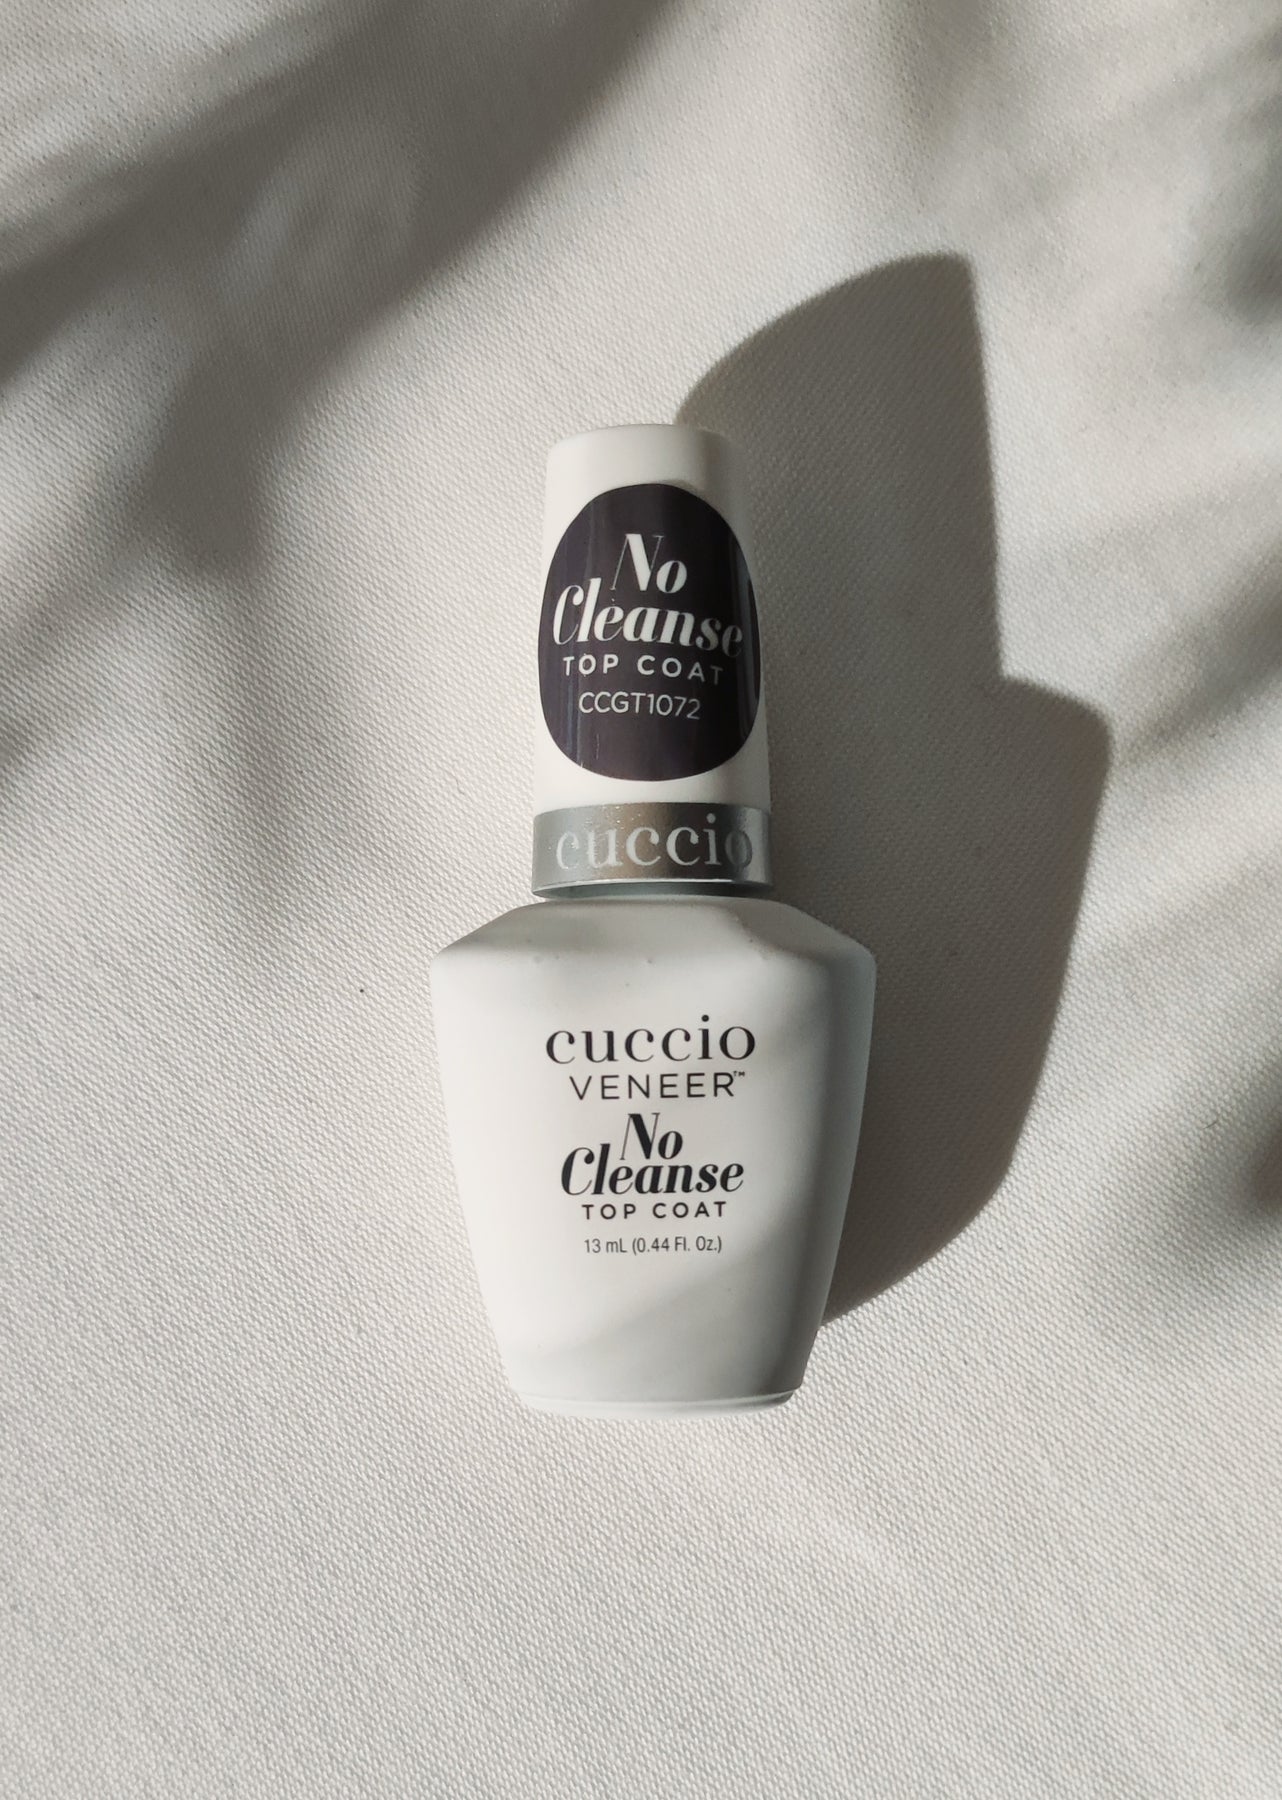 No
Cleanse
TOP COAT
CCGT1072
cuccio
cuccio
VENEER™
No
Cleanse
TOP COAT
13 mL (0.44 Fl. Oz.)